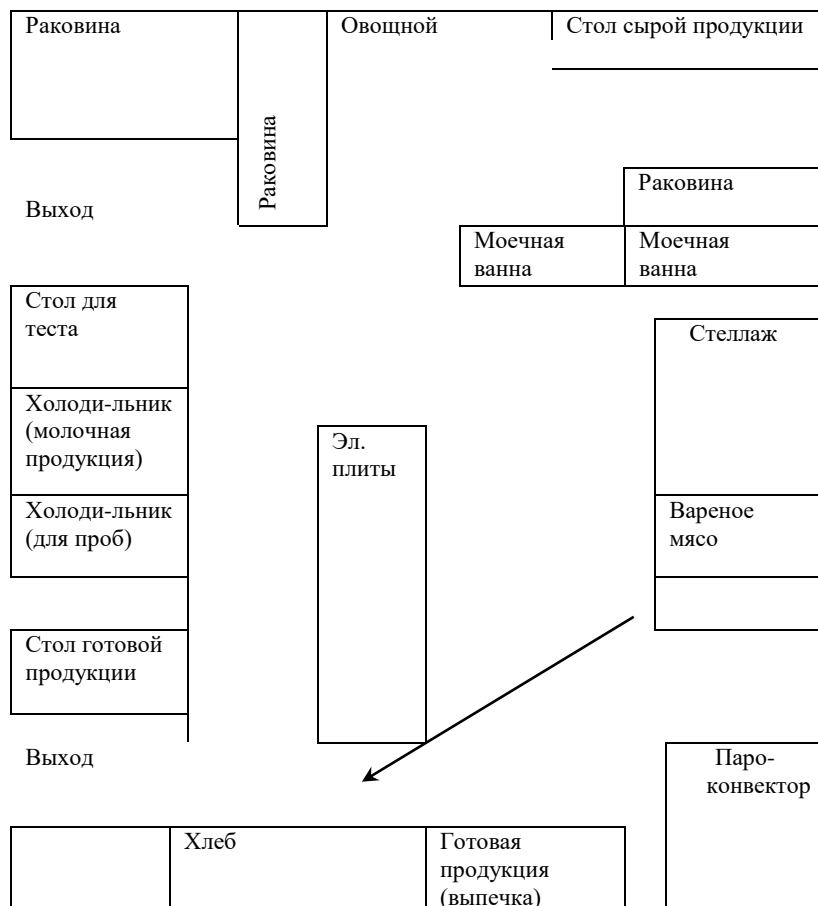 Раковина
Раковина
Овощной
Стол сырой продукции
Раковина
Выход
Моечная
ванна
Моечная
ванна
Стол для
теста
Стеллаж
Холоди-льник
(молочная
продукция)
Эл.
плиты
Холоди-льник
(для проб)
Вареное
мясо
Стол готовой
продукции
Выход
Паро-
конвектор
Хлеб
Готовая
продукция
(выпечка)